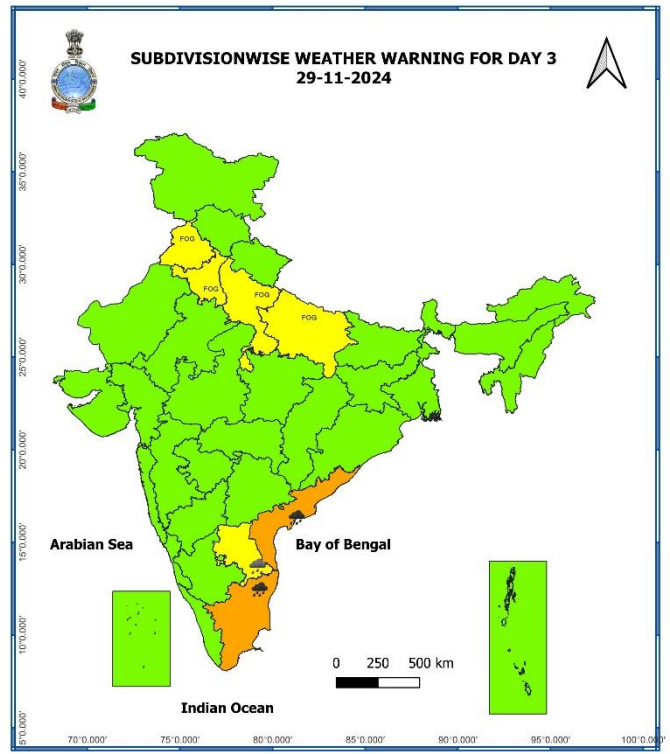 SUBDIVISIONWISE WEATHER WARNING FOR DAY 3
29-11-2024
40°0.000'
35°0.000'
30°0.000'
25°0.000'
20°0.000'
15°0.000'
10°0.000'
5°0.000'
FOG
FOG
FOG
FOG
Arabian Sea
Bay of Bengal
0 250 500 km
Indian Ocean
70°0.000' 75°0.000' 80°0.000' 85°0.000' 90°0.000' 95°0.000' 100°0.000'